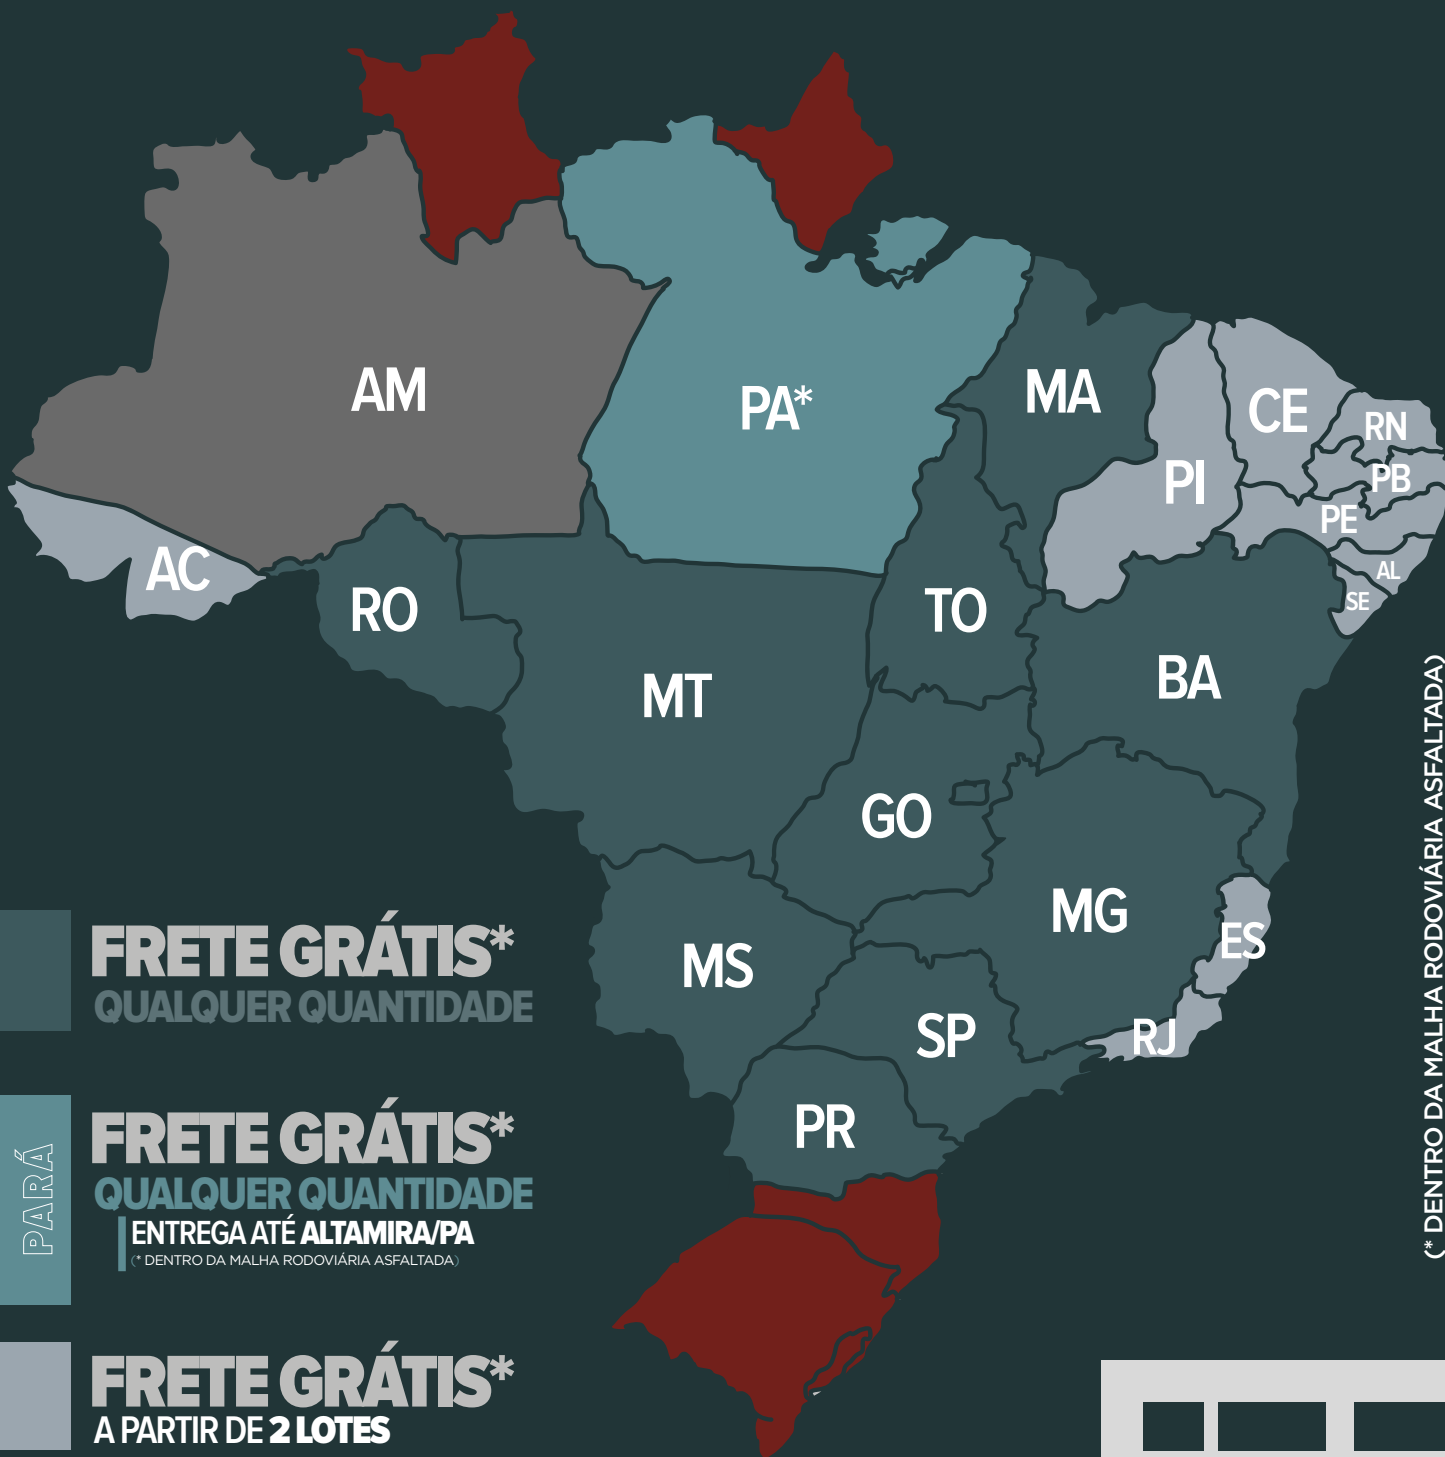 AM
PA*
MA
CE
RN
PI
PB
PE
AC
AL
RO
TO
SE
BA
MT
GO
MG
ES
MS
SP
RJ
PR
FRETE GRÁTIS*
QUALQUER QUANTIDADE
PARÁ
FRETE GRÁTIS*
QUALQUER QUANTIDADE
ENTREGA ATÉ ALTAMIRA/PA
(* DENTRO DA MALHA RODOVIÁRIA ASFALTADA)
FRETE GRÁTIS*
A PARTIR DE 2 LOTES
(* DENTRO DA MALHA RODOVIÁRIA ASFALTADA)